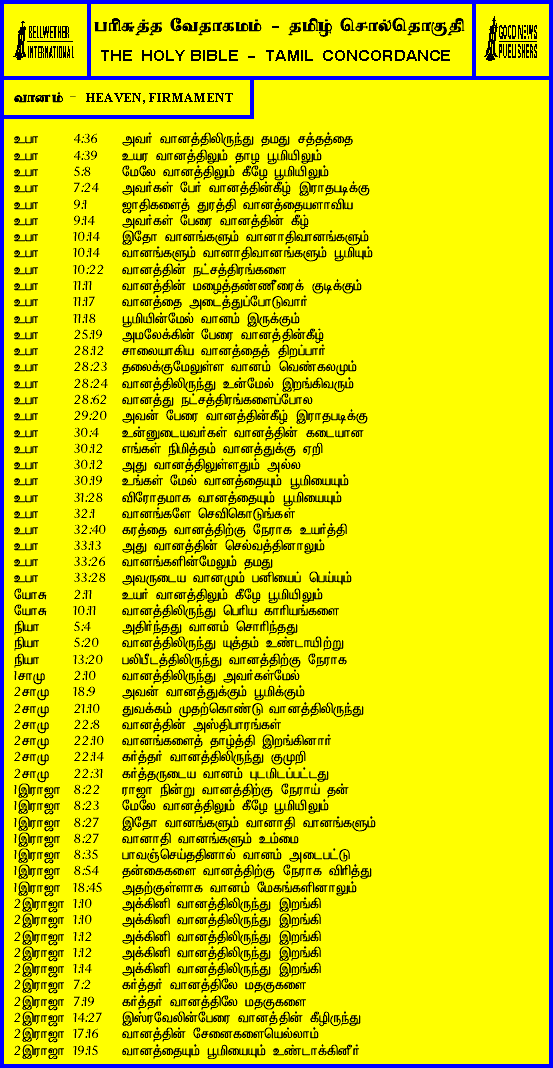 BELLWETHER INTERNATIONAL
பரிசுத்த வேதாகமம் - தமிழ் சொல்தொகுதி
THE HOLY BIBLE - TAMIL CONCORDANCE
GOOD NEWS PUBLISHERS
வானம் - HEAVEN, FIRMAMENT
உபா 4:36 அவர் வானத்திலிருந்து தமது சத்தத்தை
உபா 4:39 உயர வானத்திலும் தாழ பூமியிலும்
உபா 5:8 மேலே வானத்திலும் கீழே பூமியிலும்
உபா 7:24 அவர்கள் பேர் வானத்தின்கீழ் இராதபடிக்கு
உபா 9:1 ஜாதிகளைத் துரத்தி வானத்தையளாவிய
உபா 9:14 அவர்கள் பேரை வானத்தின் கீழ்
உபா 10:14 இதோ வானங்களும் வானாதிவானங்களும்
உபா 10:14 வானங்களும் வானாதிவானங்களும் பூமியும்
உபா 10:22 வானத்தின் நட்சத்திரங்களை
உபா 11:11 வானத்தின் மழைத்தண்ணீரைக் குடிக்கும்
உபா 11:17 வானத்தை அடைத்துப்போடுவார்
உபா 11:18 பூமியின்மேல் வானம் இருக்கும்
உபா 25:19 அமலேக்கின் பேரை வானத்தின்கீழ்
உபா 28:12 சாலையாகிய வானத்தைத் திறப்பார்
உபா 28:23 தலைக்குமேலுள்ள வானம் வெண்கலமும்
உபா 28:24 வானத்திலிருந்து உன்மேல் இறங்கிவரும்
உபா 28:62 வானத்து நட்சத்திரங்களைப்போல
உபா 29:20 அவன் பேரை வானத்தின்கீழ் இராதபடிக்கு
உபா 30:4 உன்னுடையவர்கள் வானத்தின் கடையான
உபா 30:12 எங்கள் நிமித்தம் வானத்துக்கு ஏறி
உபா 30:12 அது வானத்திலுள்ளதும் அல்ல
உபா 30:19 உங்கள் மேல் வானத்தையும் பூமியையும்
உபா 31:28 விரோதமாக வானத்தையும் பூமியையும்
உபா 32:1 வானங்களே செவிகொடுங்கள்
உபா 32:40 கரத்தை வானத்திற்கு நேராக உயர்த்தி
உபா 33:13 அது வானத்தின் செல்வத்தினாலும்
உபா 33:26 வானங்களின்மேலும் தமது
உபா 33:28 அவருடைய வானமும் பனியைப் பெய்யும்
யோசு 2:11 உயர் வானத்திலும் கீழே பூமியிலும்
யோசு 10:11 வானத்திலிருந்து பெரிய காரியங்களை
நியா 5:4 அதிர்ந்தது வானம் சொரிந்தது
நியா 5:20 வானத்திலிருந்து யுத்தம் உண்டாயிற்று
நியா 13:20 பலிபீடத்திலிருந்து வானத்திற்கு நேராக
1சாமு 2:10 வானத்திலிருந்து அவர்கள்மேல்
2சாமு 18:9 அவன் வானத்துக்கும் பூமிக்கும்
2சாமு 21:10 துவக்கம் முதற்கொண்டு வானத்திலிருந்து
2சாமு 22:8 வானத்தின் அஸ்திபாரங்கள்
2சாமு 22:10 வானங்களைத் தாழ்த்தி இறங்கினார்
2சாமு 22:14 கர்த்தர் வானத்திலிருந்து குமுறி
2சாமு 22:31 கர்த்தருடைய வானம் புடமிடப்பட்டது
1இராஜா 8:22 ராஜா நின்று வானத்திற்கு நேராய் தன்
1இராஜா 8:23 மேலே வானத்திலும் கீழே பூமியிலும்
1இராஜா 8:27 இதோ வானங்களும் வானாதி வானங்களும்
1இராஜா 8:27 வானாதி வானங்களும் உம்மை
1இராஜா 8:35 பாவஞ்செய்ததினால் வானம் அடைபட்டு
1இராஜா 8:54 தன்கைகளை வானத்திற்கு நேராக விரித்து
1இராஜா 18:45 அதற்குள்ளாக வானம் மேகங்களினாலும்
2இராஜா 1:10 அக்கினி வானத்திலிருந்து இறங்கி
2இராஜா 1:10 அக்கினி வானத்திலிருந்து இறங்கி
2இராஜா 1:12 அக்கினி வானத்திலிருந்து இறங்கி
2இராஜா 1:12 அக்கினி வானத்திலிருந்து இறங்கி
2இராஜா 1:14 அக்கினி வானத்திலிருந்து இறங்கி
2இராஜா 7:2 கர்த்தர் வானத்திலே மதகுகளை
2இராஜா 7:19 கர்த்தர் வானத்திலே மதகுகளை
2இராஜா 14:27 இஸ்ரவேலின்பேரை வானத்தின் கீழிருந்து
2இராஜா 17:16 வானத்தின் சேனைகளையெல்லாம்
2இராஜா 19:15 வானத்தையும் பூமியையும் உண்டாக்கினீர்